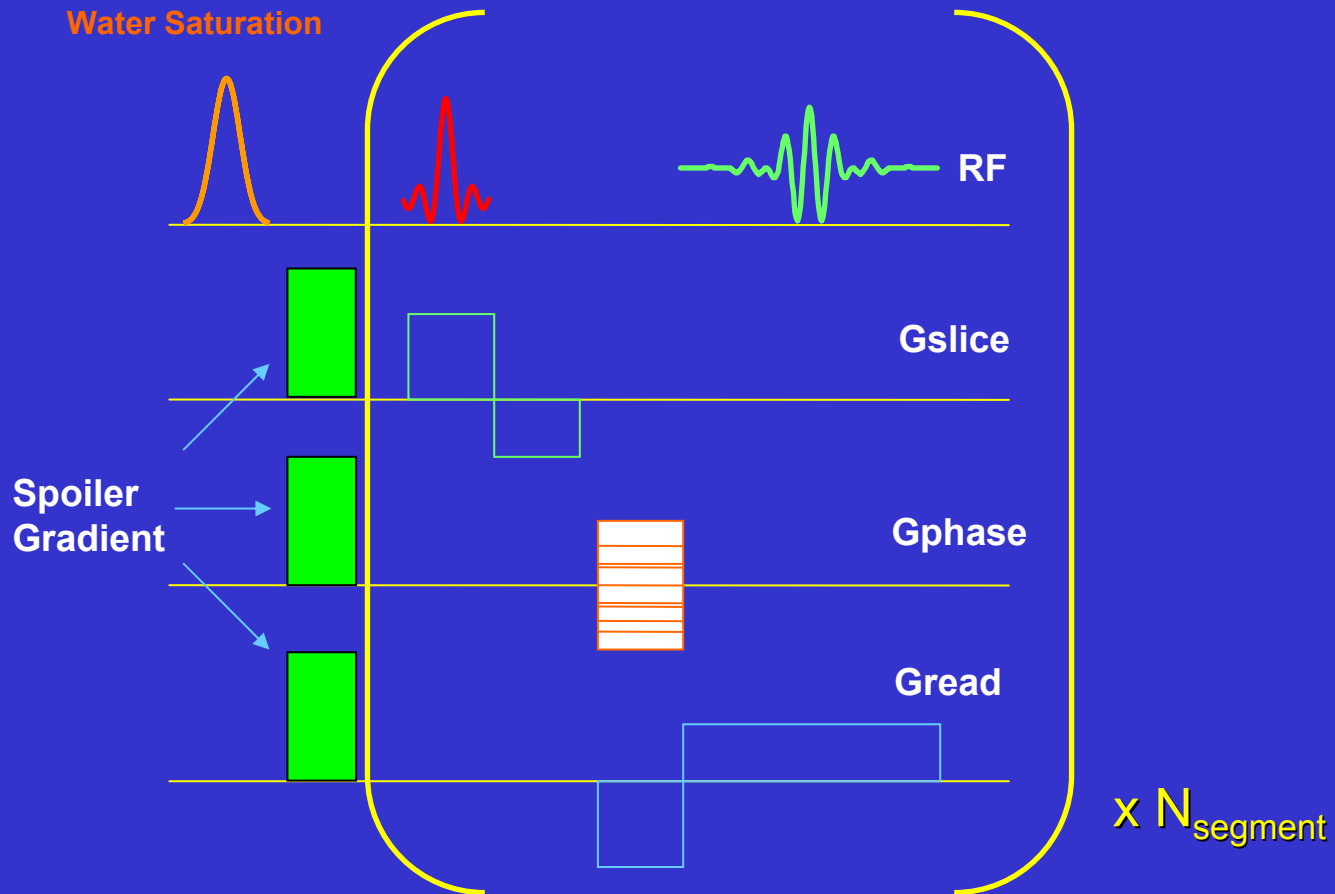 Water Saturation
RF
Gslice
Spoiler
Gradient
Gphase
Gread
x Nsegment